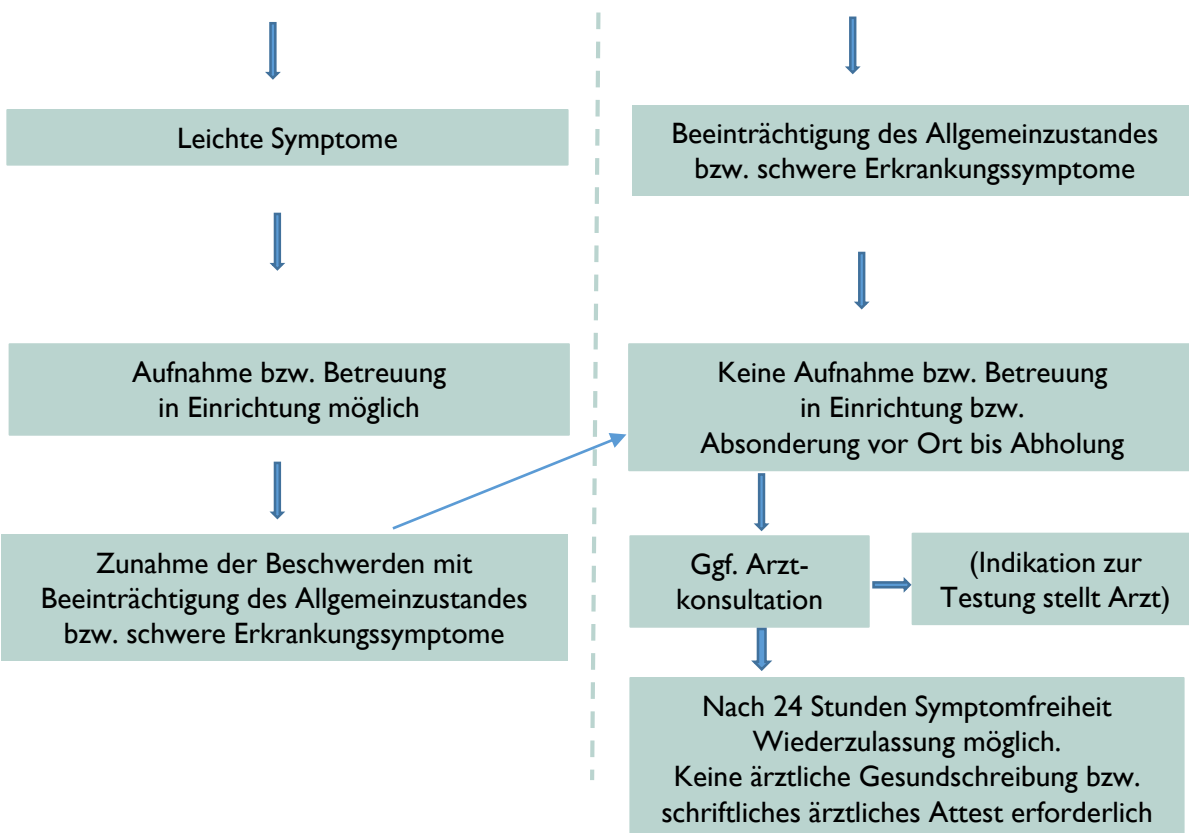 Leichte Symptome
Beeinträchtigung des Allgemeinzustandes
bzw. schwere Erkrankungssymptome
Aufnahme bzw. Betreuung
in Einrichtung möglich
Keine Aufnahme bzw. Betreuung
in Einrichtung bzw.
Absonderung vor Ort bis Abholung
Zunahme der Beschwerden mit
Beeinträchtigung des Allgemeinzustandes
bzw. schwere Erkrankungssymptome
Ggf. Arzt-
konsultation
(Indikation zur
Testung stellt Arzt)
Nach 24 Stunden Symptomfreiheit
Wiederzulassung möglich.
Keine ärztliche Gesundschreibung bzw.
schriftliches ärztliches Attest erforderlich